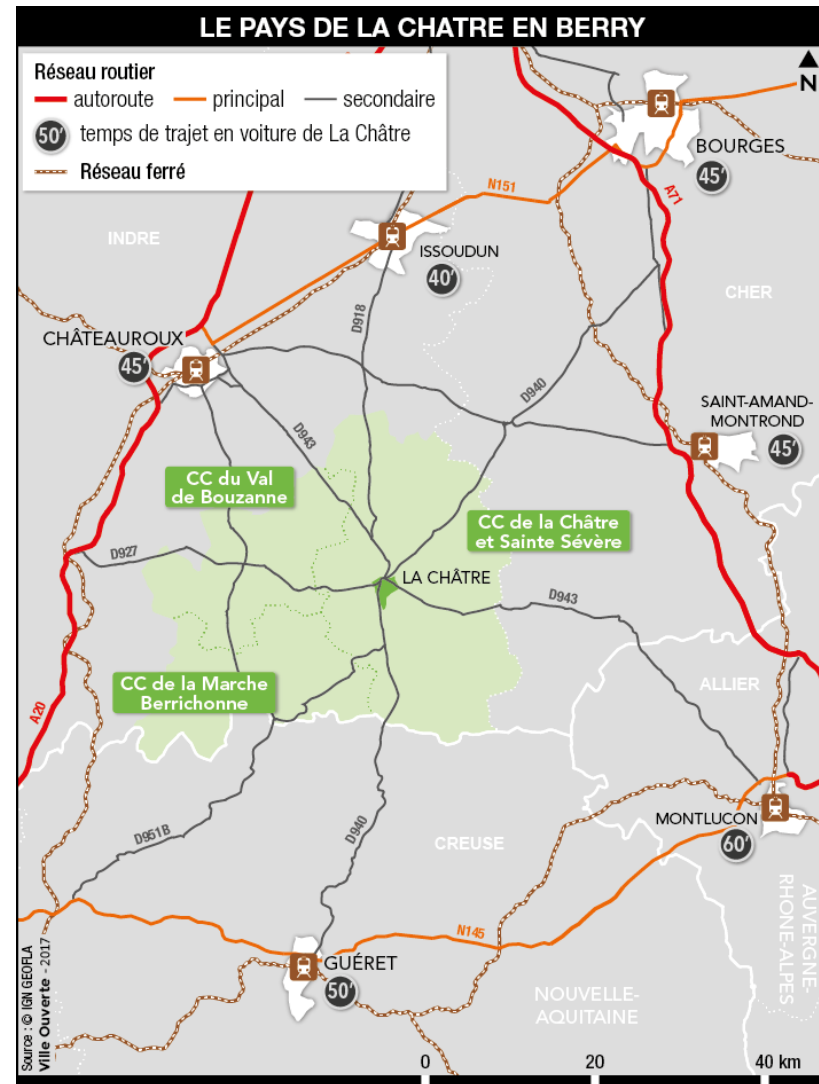 LE PAYS DE LA CHATRE EN BERRY
Réseau routier
autoroute
principal
secondaire
50' temps de trajet en voiture de La Châtre
Réseau ferré
N
BOURGES
45'
N151
A71
INDRE
ISSOUDUN
40'
CHER
D918
CHÂTEAUROUX
45'
D940
SAINT-AMAND-
MONTROND
45'
D943
CC du Val
de Bouzanne
CC de la Châtre
et Sainte Sévère
D927
LA CHÂTRE
D943
CC de la Marche
Berrichonne
ALLIER
A20
MONTLUCON
60'
D951B
D940
CREUSE
AUVERGNE-
RHONE-ALPES
N145
GUÉRET
50'
NOUVELLE-
AQUITAINE
Source : © IGN GEOFLA
Ville Ouverte - 2017
0 20 40 km